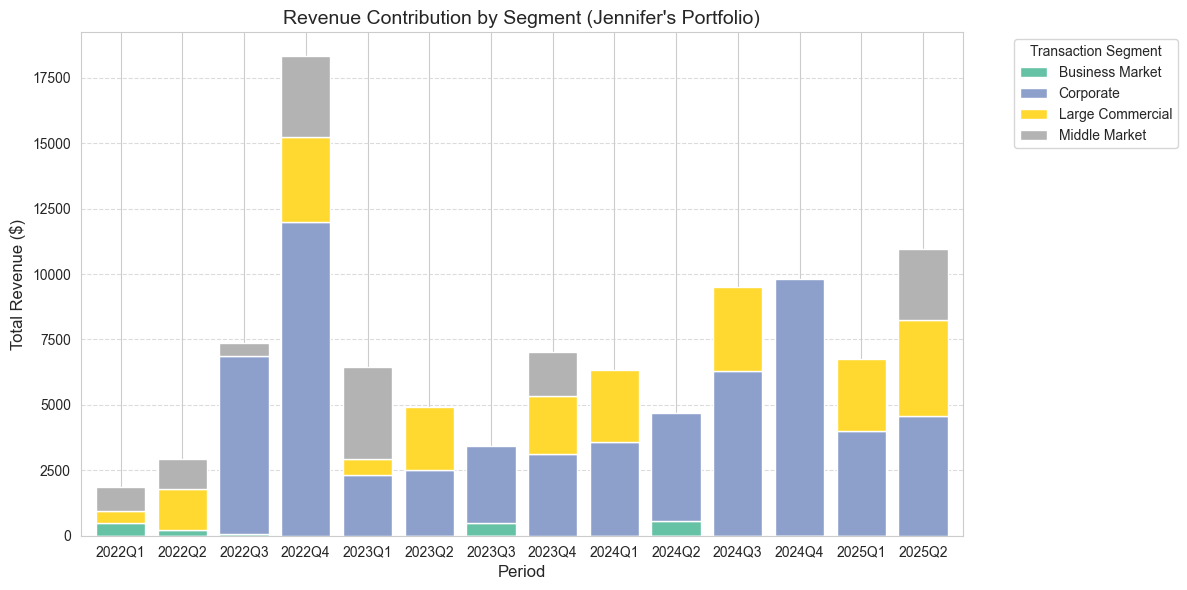 Revenue Contribution by Segment (Jennifer's Portfolio)
Transaction Segment
Business Market
Corporate
Large Commercial
Middle Market
Total Revenue ($)
17500
15000
12500
10000
7500
5000
2500
0
2022Q1 2022Q2 2022Q3 2022Q4 2023Q1 2023Q2 2023Q3 2023Q4 2024Q1 2024Q2 2024Q3 2024Q4 2025Q1 2025Q2
Period